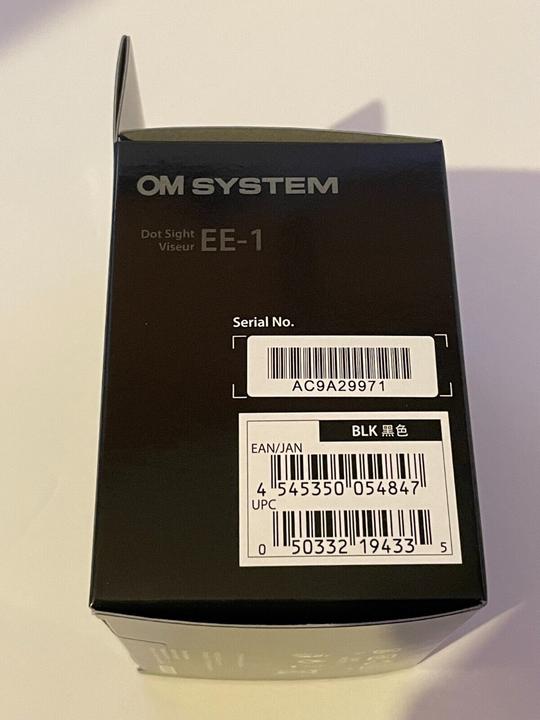 OM SYSTEM
Dot Sight
Viseur
EE-1
Serial No.
AC9A29971
BLK 黒色
EAN/JAN
4 545350 054847
UPC
0 50332 19433 5